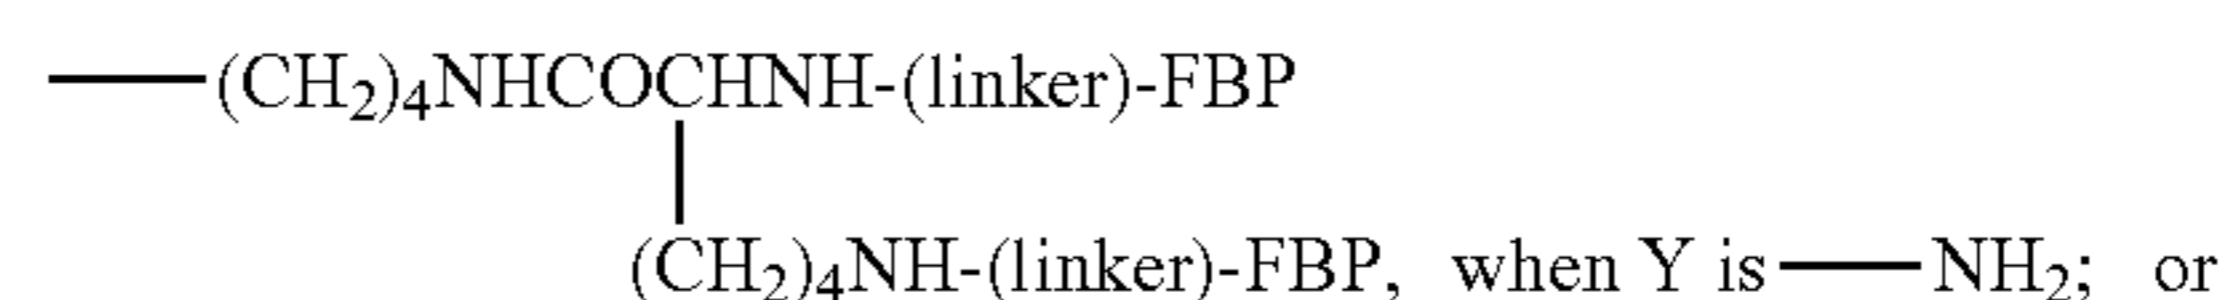 —(CH₂)₄NHCOCHNH-(linker)-FBP
(CH₂)₄NH-(linker)-FBP, when Y is —NH₂; or